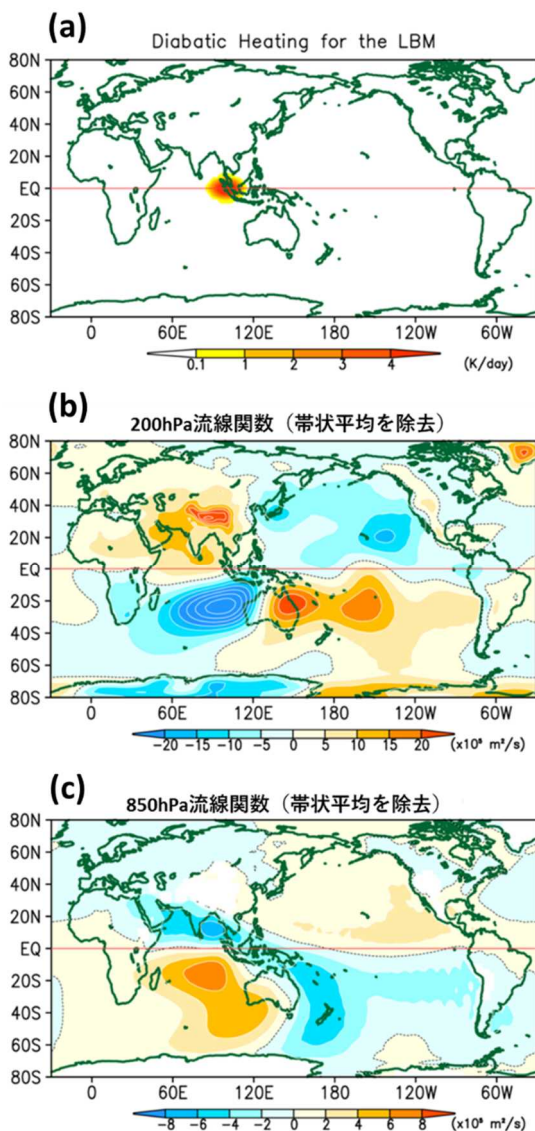 (a)
Diabatic Heating for the LBM
80N
60N
40N
20N
EQ
20S
40S
60S
80S
0 60E 120E 180 120W 60W
0.1 1 2 3 4 (K/day)
(b)
200hPa流線関数（帯状平均を除去）
80N
60N
40N
20N
EQ
20S
40S
60S
80S
0 60E 120E 180 120W 60W
-20 -15 -10 -5 0 5 10 15 20 (x10⁶ m²/s)
(c)
850hPa流線関数（帯状平均を除去）
80N
60N
40N
20N
EQ
20S
40S
60S
80S
0 60E 120E 180 120W 60W
-8 -6 -4 -2 0 2 4 6 8 (x10⁶ m²/s)